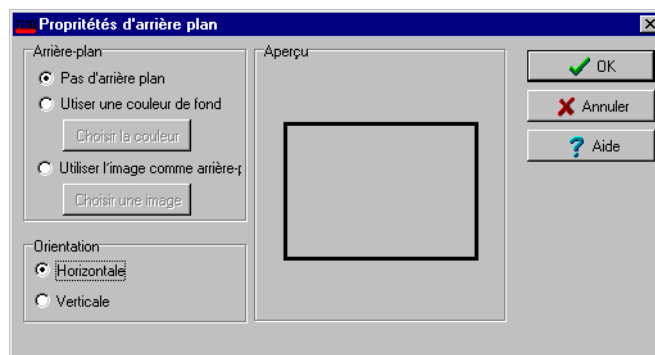 Propritétés d'arrière plan
Arrière-plan
Pas d'arrière plan
Utiser une couleur de fond
Choisir la couleur
Utiliser l'image comme arrière-p
Choisir une image
Orientation
Horizontale
Verticale
Aperçu
OK
Annuler
Aide